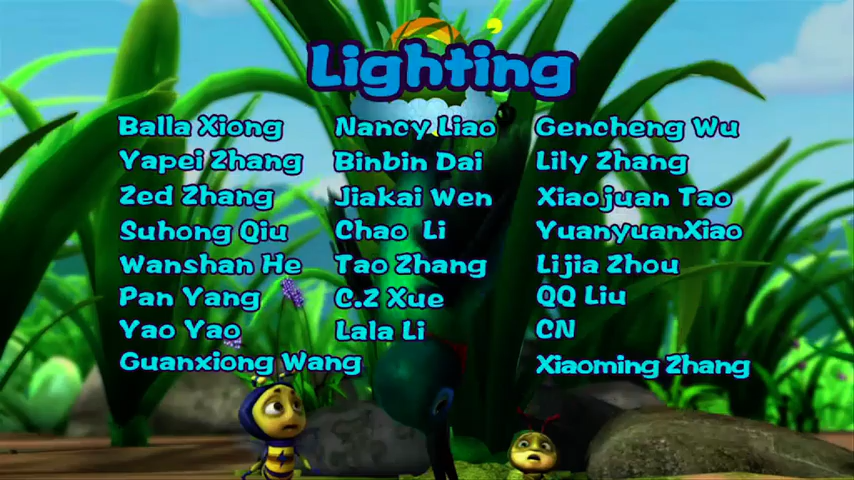 Lighting
Balla Xiong Nancy Liao Gencheng Wu
Yapei Zhang Binbin Dai Lily Zhang
Zed Zhang Jiakai Wen Xiaojuan Tao
Suhong Qiu Chao Li YuanyuanXiao
Wanshan He Tao Zhang Lijia Zhou
Pan Yang C.Z Xue QQ Liu
Yao Yao Lala Li CN
Guanxiong Wang Xiaoming Zhang